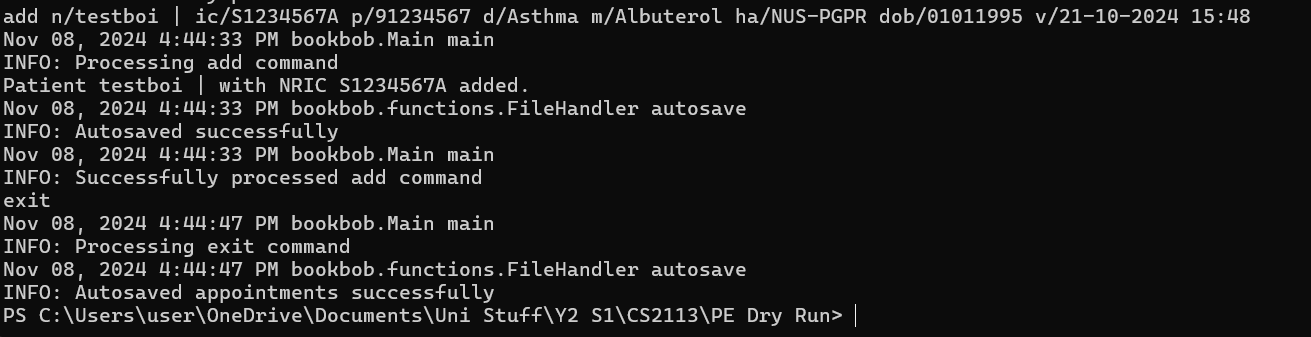 add n/testboi | ic/S1234567A p/91234567 d/Asthma m/Albuterol ha/NUS-PGPR dob/01011995 v/21-10-2024 15:48
Nov 08, 2024 4:44:33 PM bookbob.Main main
INFO: Processing add command
Patient testboi | with NRIC S1234567A added.
Nov 08, 2024 4:44:33 PM bookbob.functions.FileHandler autosave
INFO: Autosaved successfully
Nov 08, 2024 4:44:33 PM bookbob.Main main
INFO: Successfully processed add command
exit
Nov 08, 2024 4:44:47 PM bookbob.Main main
INFO: Processing exit command
Nov 08, 2024 4:44:47 PM bookbob.functions.FileHandler autosave
INFO: Autosaved appointments successfully
PS C:\Users\user\OneDrive\Documents\Uni Stuff\Y2 S1\CS2113\PE Dry Run>